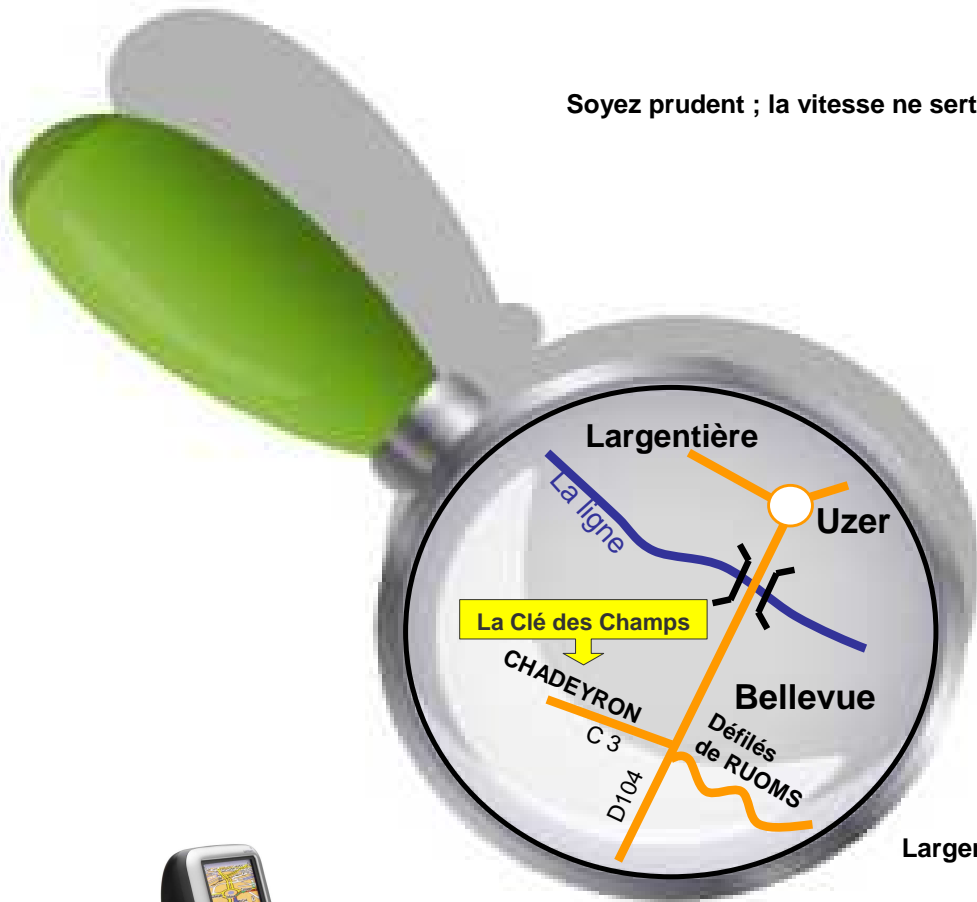 Soyez prudent ; la vitesse ne sert
Largentière
La ligne
Uzer
La Clé des Champs
CHADEYRON
C 3
Bellevue
Défilés
de RUOMS
D104
Larger